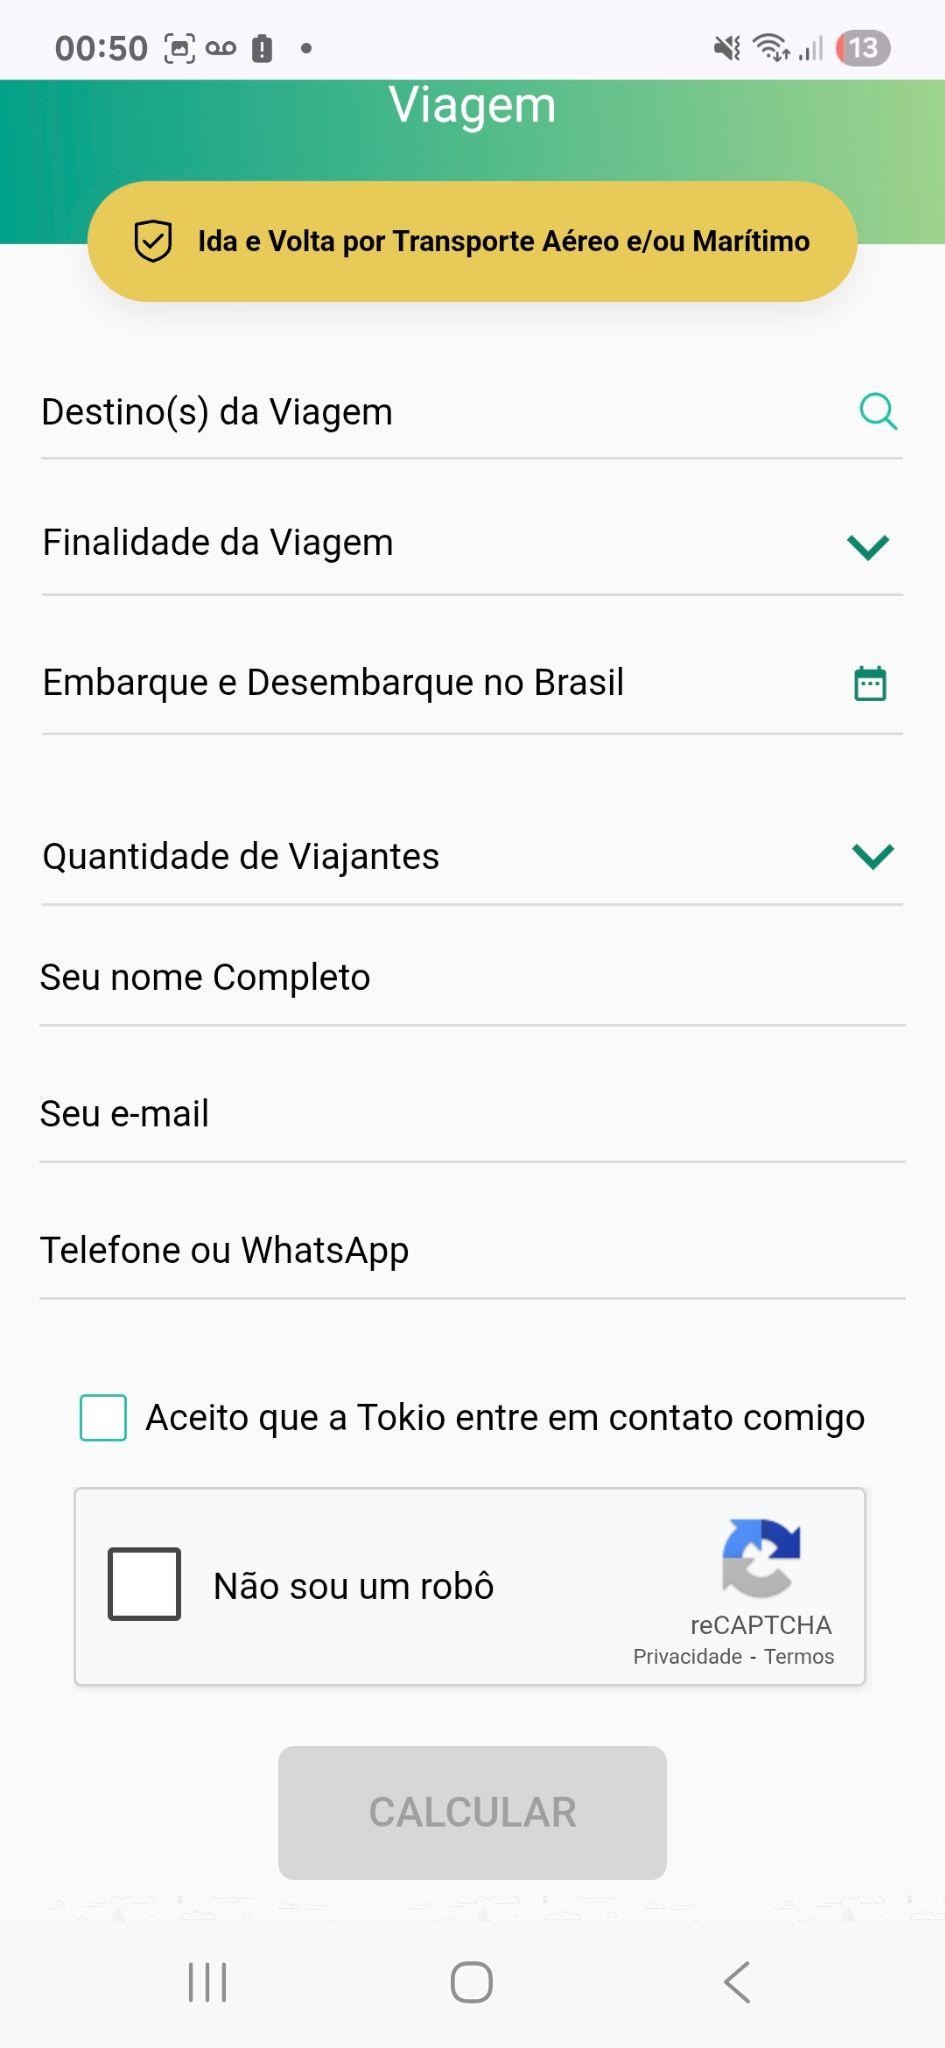 00:50
13
Viagem
Ida e Volta por Transporte Aéreo e/ou Marítimo
Destino(s) da Viagem
Finalidade da Viagem
Embarque e Desembarque no Brasil
Quantidade de Viajantes
Seu nome Completo
Seu e-mail
Telefone ou WhatsApp
Aceito que a Tokio entre em contato comigo
Não sou um robô
reCAPTCHA
Privacidade - Termos
CALCULAR